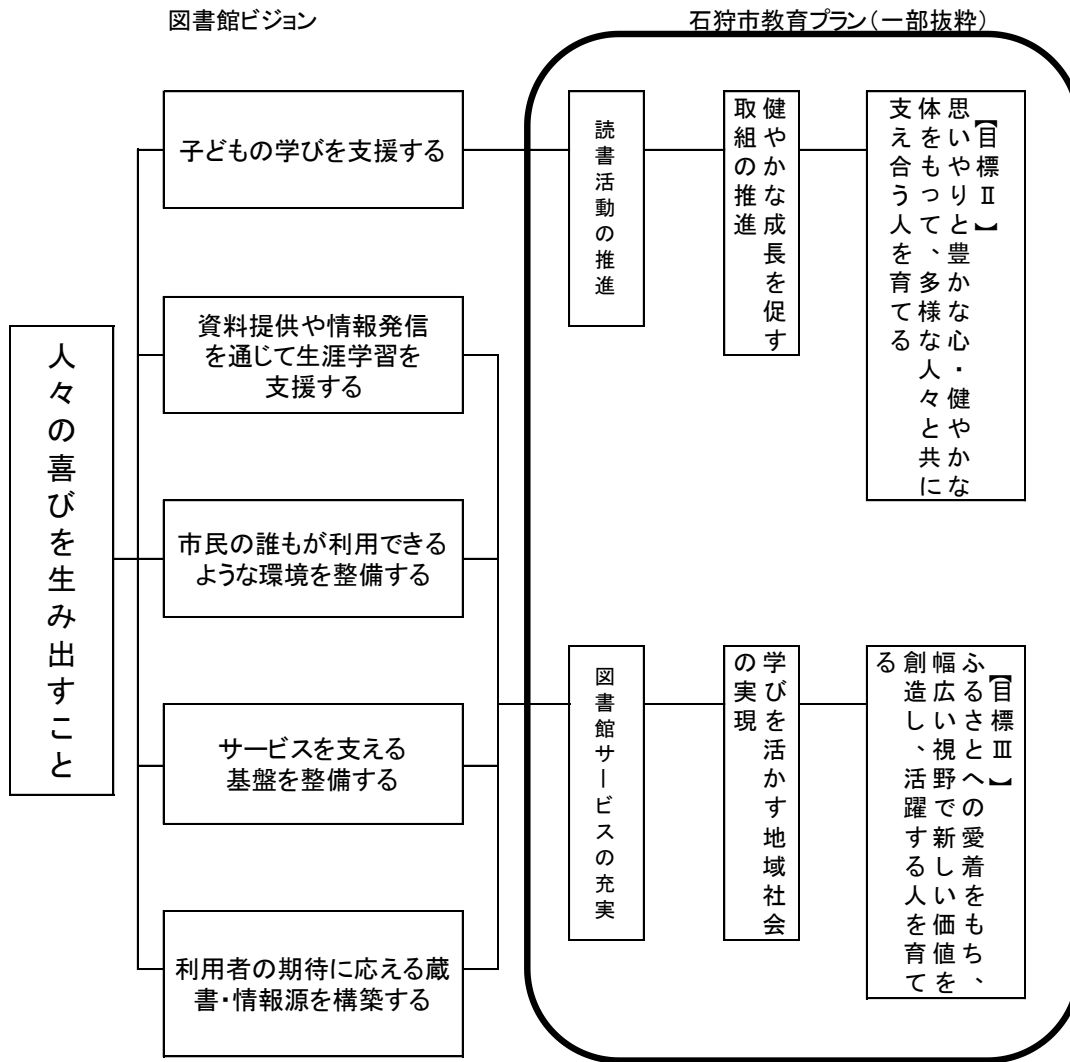 図書館ビジョン
石狩市教育プラン(一部抜粋)
人々の喜びを生み出すこと
子どもの学びを支援する
資料提供や情報発信
を通じて生涯学習を
支援する
市民の誰もが利用できる
ような環境を整備する
サービスを支える
基盤を整備する
利用者の期待に応える蔵
書・情報源を構築する
読書活動の推進
健やかな成長を促す
取組の推進
【目標Ⅱ】
思いやりと豊かな心・健やかな
体をもって、多様な人々と共に
支え合う人を育てる
図書館サービスの充実
学びを活かす地域社会
の実現
【目標Ⅲ】
ふるさとへの愛着をもち、
幅広い視野で新しい価値を
創造し、活躍する人を育て
る